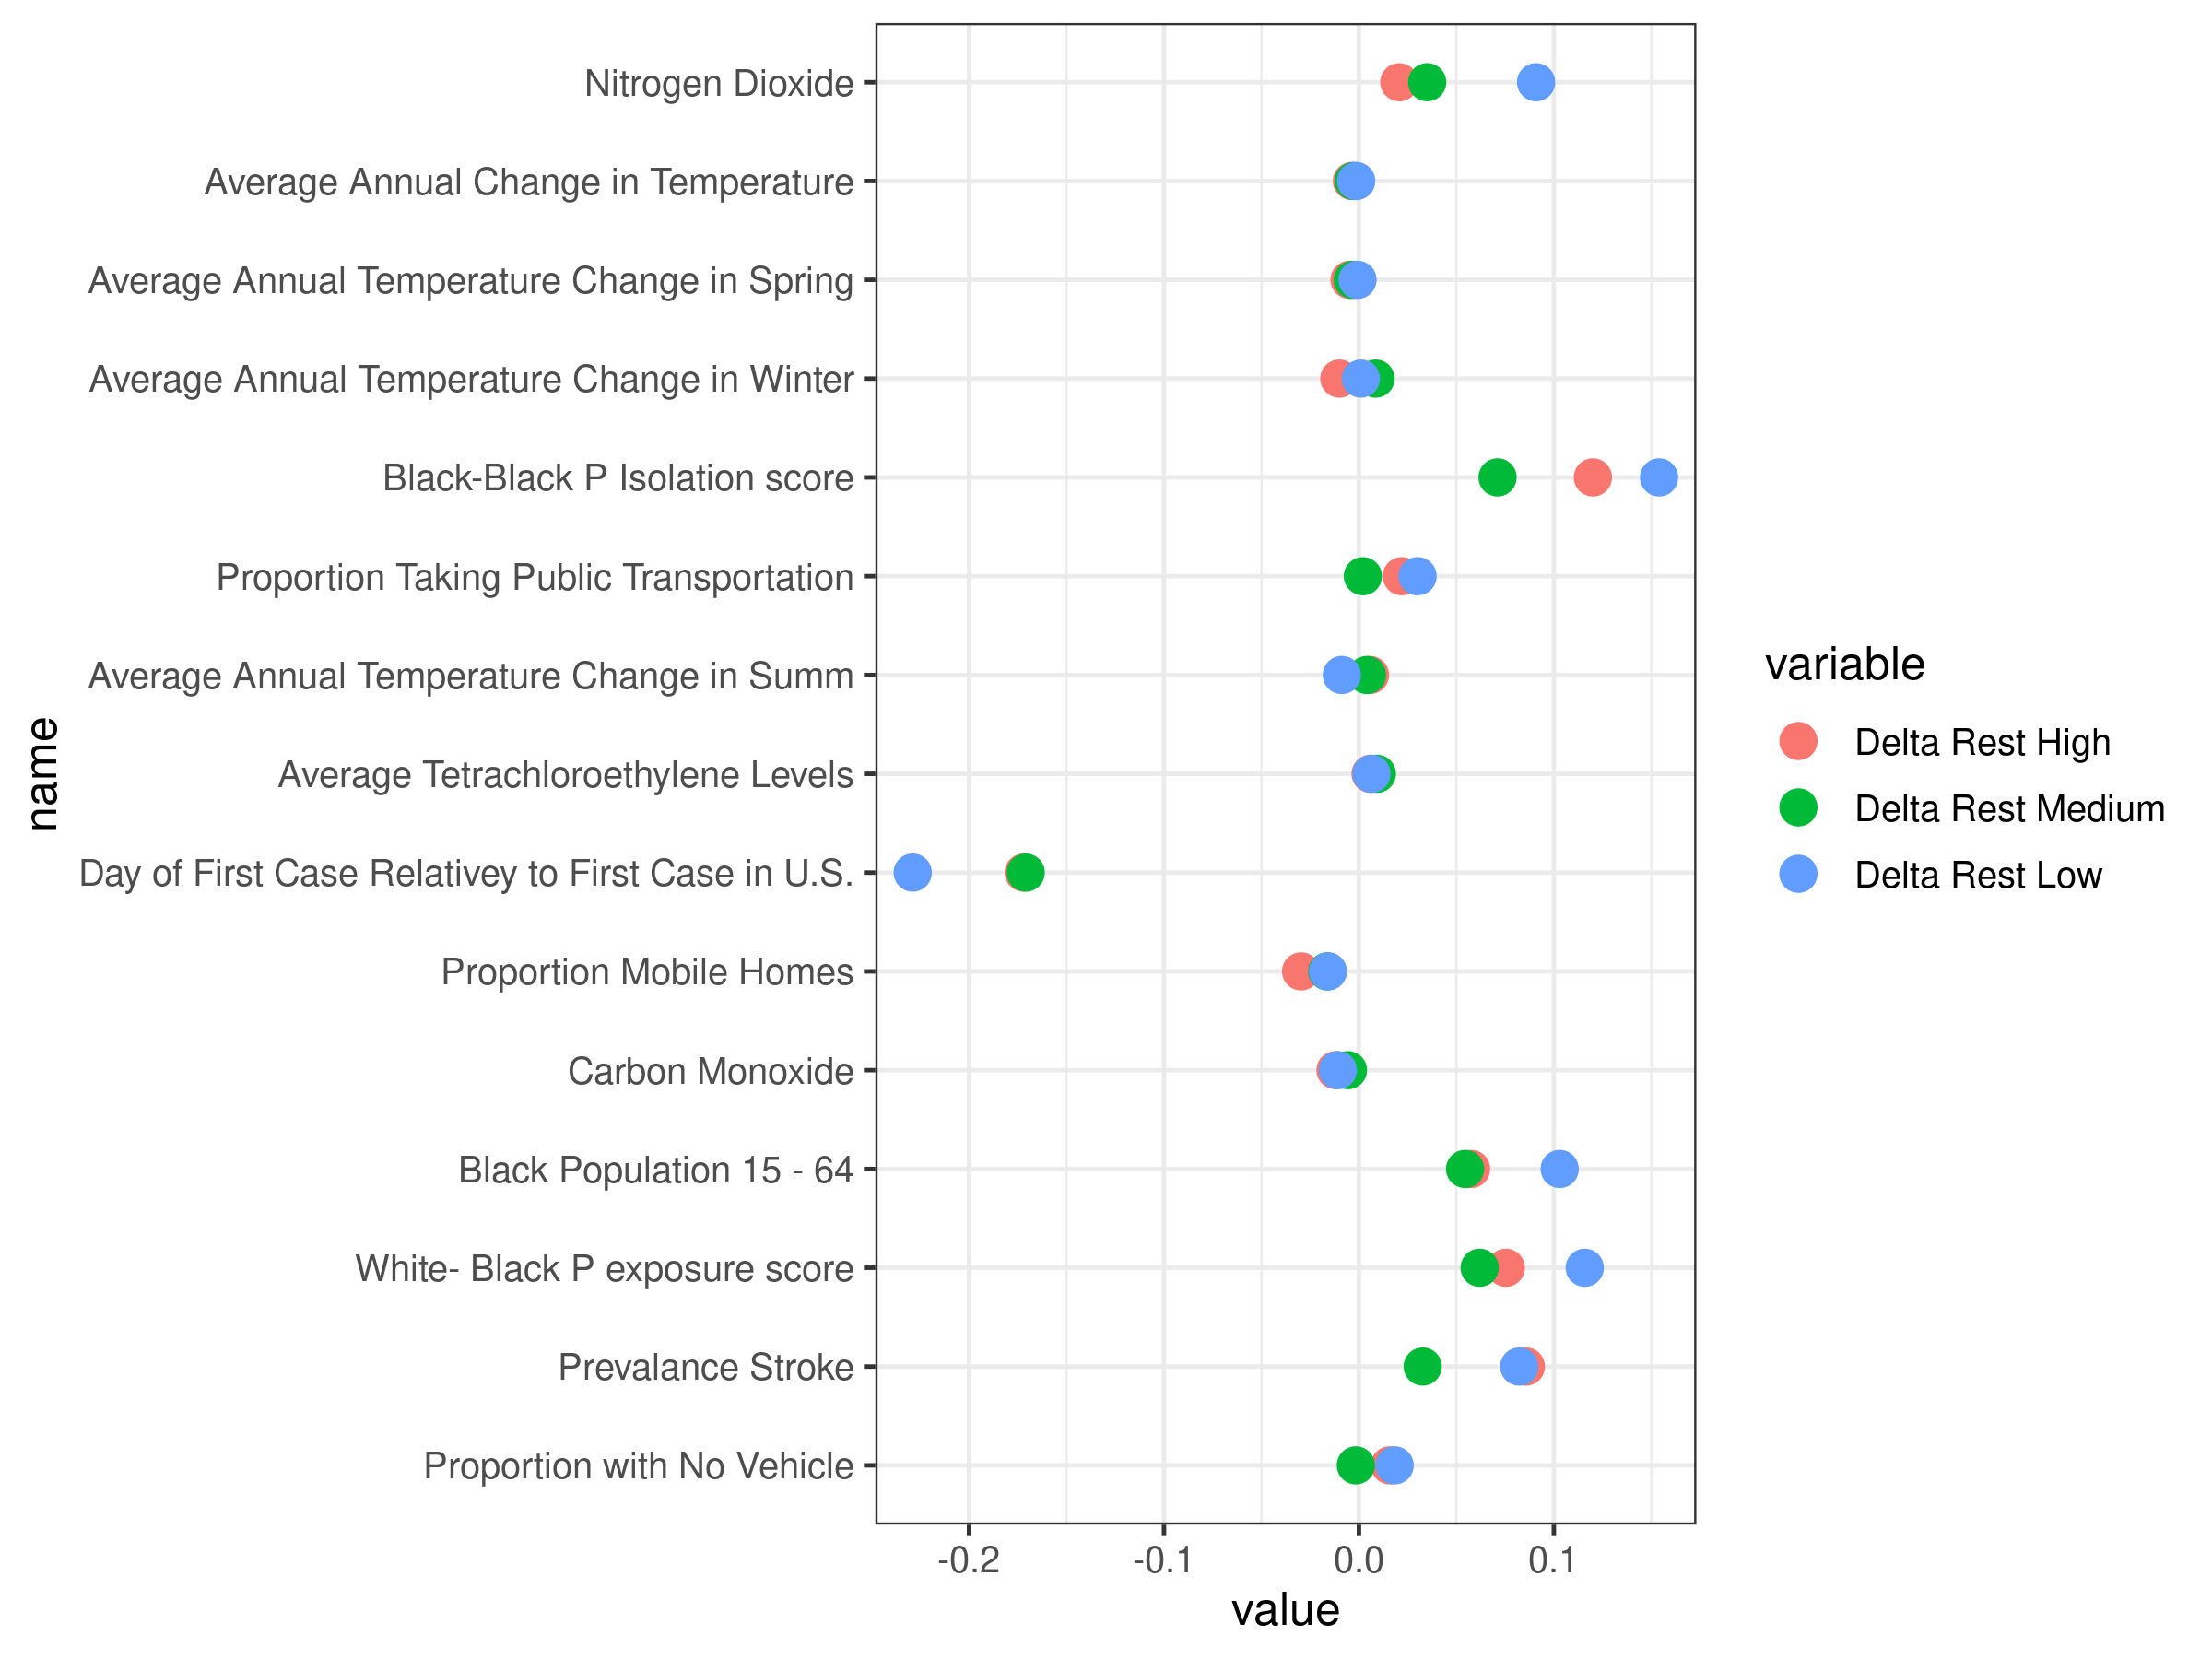 Nitrogen Dioxide
Average Annual Change in Temperature
Average Annual Temperature Change in Spring
Average Annual Temperature Change in Winter
Black-Black P Isolation score
Proportion Taking Public Transportation
Average Annual Temperature Change in Summ
Average Tetrachloroethylene Levels
Day of First Case Relativey to First Case in U.S.
Proportion Mobile Homes
Carbon Monoxide
Black Population 15 - 64
White- Black P exposure score
Prevalance Stroke
Proportion with No Vehicle
name
-0.2 -0.1 0.0 0.1
value
variable
Delta Rest High
Delta Rest Medium
Delta Rest Low